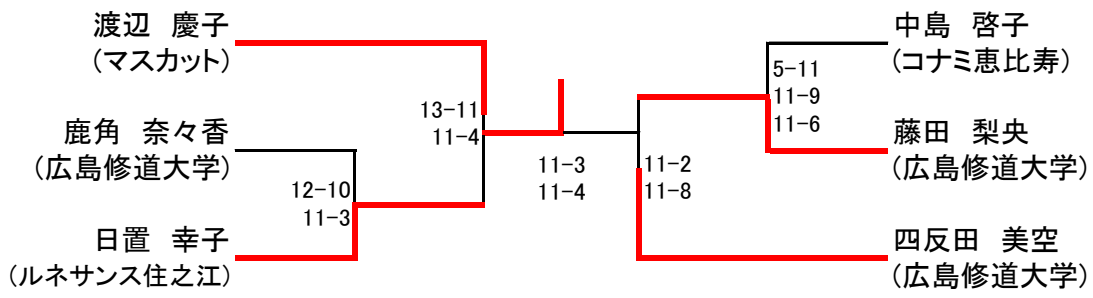 渡辺 慶子
(マスカット)
鹿角 奈々香
(広島修道大学)
日置 幸子
(ルネサンス住之江)
12-10
11-3
13-11
11-4
11-3
11-4
11-2
11-8
5-11
11-9
11-6
中島 啓子
(コナミ恵比寿)
藤田 梨央
(広島修道大学)
四反田 美空
(広島修道大学)